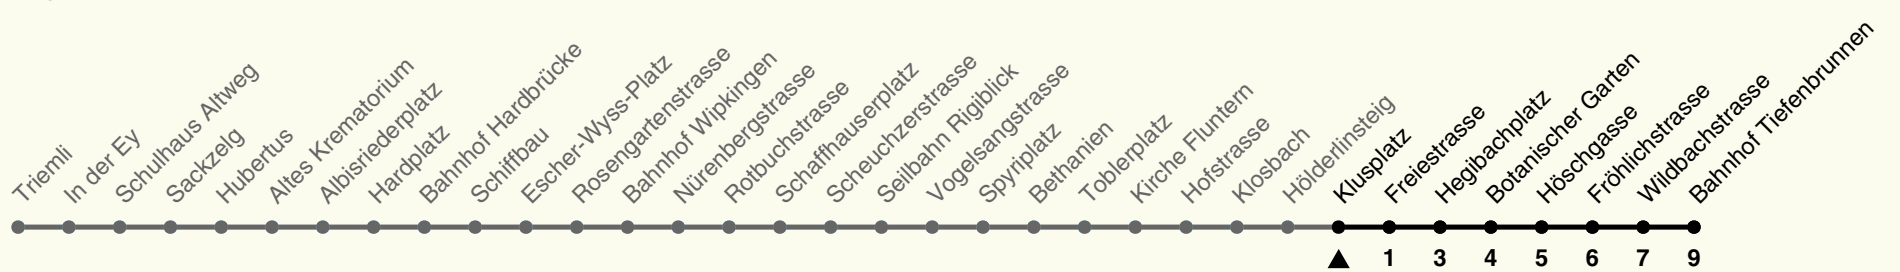 Triemli
In der Ey
Schulhaus Altweg
Sackzelg
Hubertus
Altes Krematorium
Albisriederplatz
Hardplatz
Bahnhof Hardbrücke
Schiffbau
Escher-Wyss-Platz
Rosengartenstrasse
Bahnhof Wipkingen
Nürenbergstrasse
Rotbuchstrasse
Schaffhauserplatz
Scheuchzerstrasse
Seilbahn Rigiblick
Vogelsangstrasse
Spyriplatz
Bethanien
Toblerplatz
Kirche Fluntern
Hofstrasse
Klosbach
Hölderlinsteig
Klusplatz
Freiestrasse
Hegibachplatz
Botanischer Garten
Höschgasse
Fröhlichstrasse
Wildbachstrasse
Bahnhof Tiefenbrunnen
1 3 4 5 6 7 9